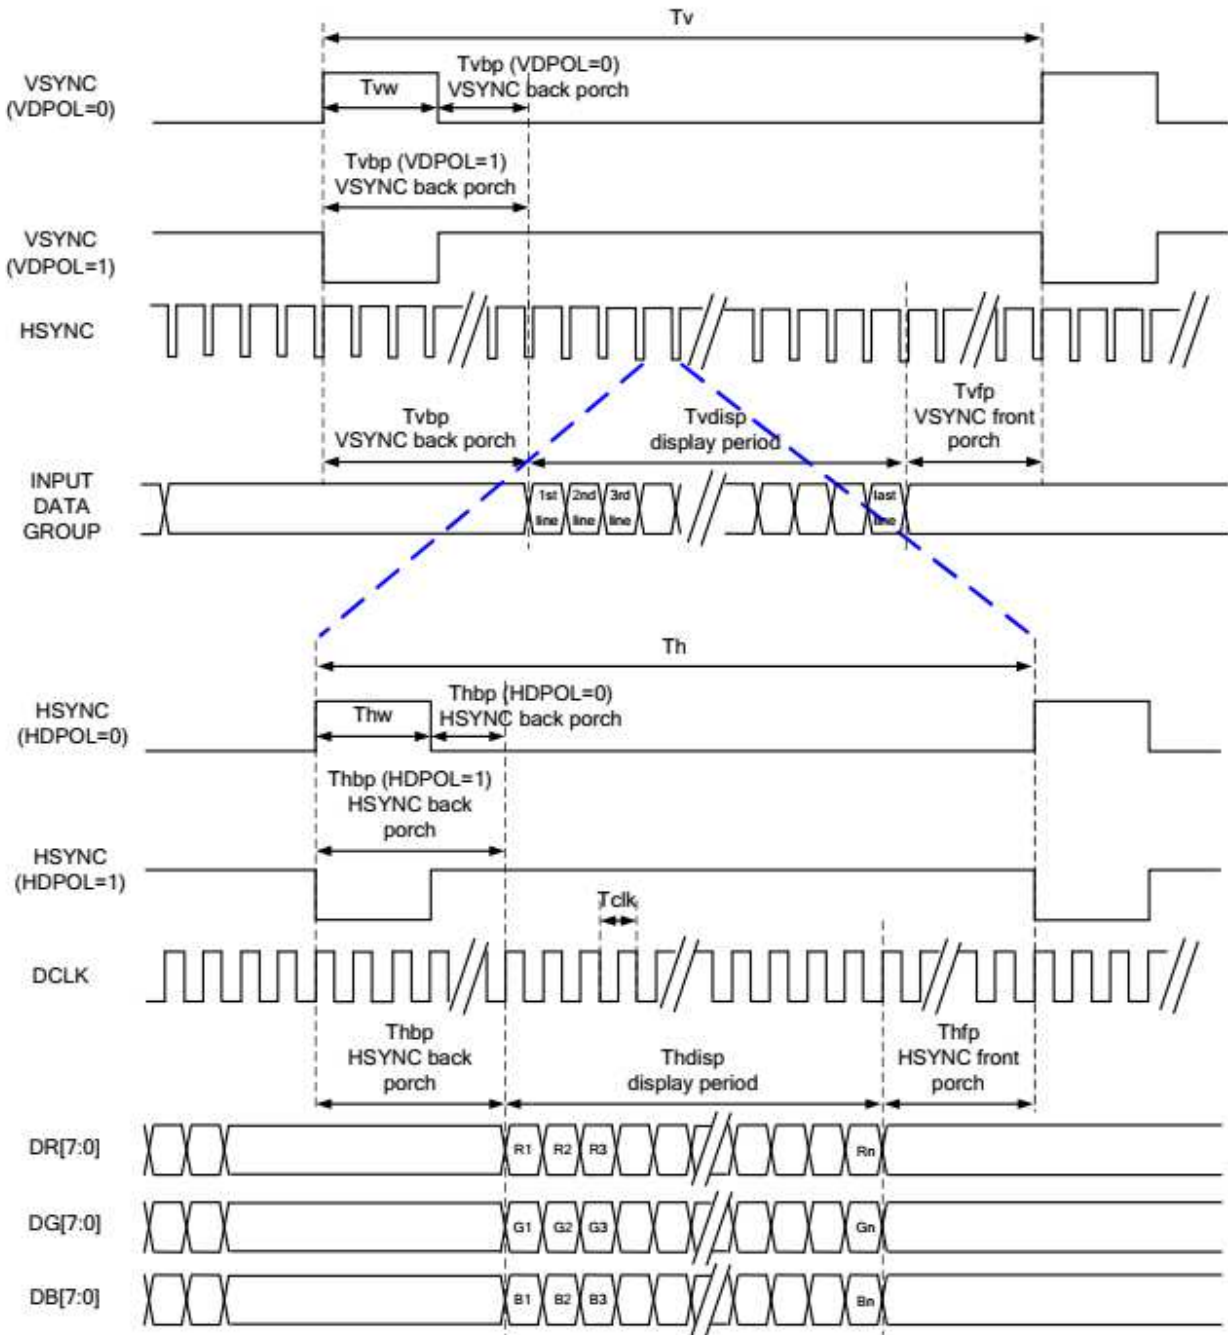 Tv
VSYNC
(VDPOL=0)
Tvw
Tvbp (VDPOL=0)
VSYNC back porch
Tvbp (VDPOL=1)
VSYNC back porch
VSYNC
(VDPOL=1)
HSYNC
Tvbp
VSYNC back porch
Tvdisp
display period
Tvfp
VSYNC front
porch
INPUT
DATA
GROUP
1st
line
2nd
line
3rd
line
last
line
Th
HSYNC
(HDPOL=0)
Thw
Thbp (HDPOL=0)
HSYNC back porch
Thbp (HDPOL=1)
HSYNC back
porch
HSYNC
(HDPOL=1)
Tclk
DCLK
Thbp
HSYNC back
porch
Thdisp
display period
Thfp
HSYNC front
porch
DR[7:0]
R1
R2
R3
Rn
DG[7:0]
G1
G2
G3
Gn
DB[7:0]
B1
B2
B3
Bn